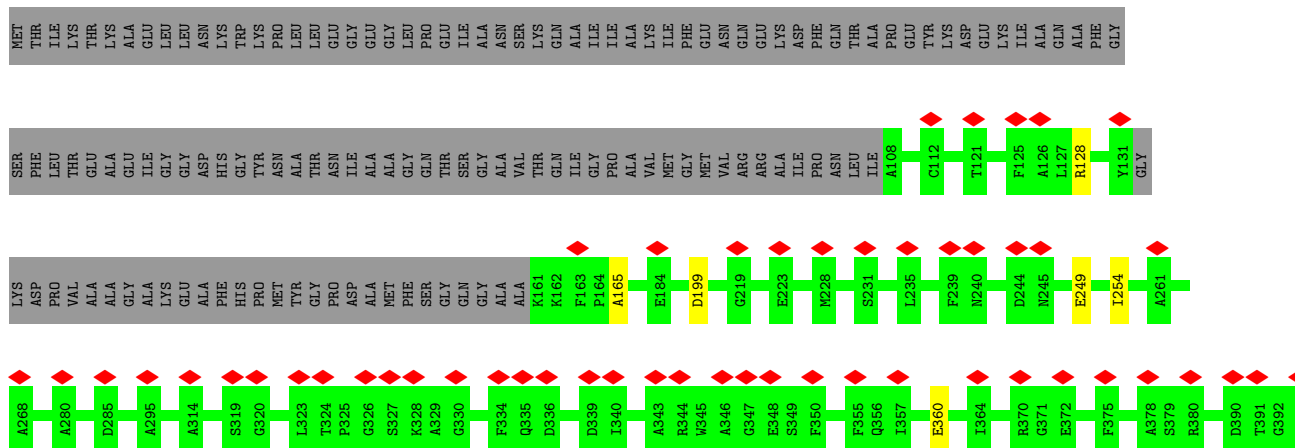 MET THR ILE LYS THR LYS ALA GLU LEU LEU ASN LYS TRP LYS PRO LEU LEU GLU GLY GLU GLY LEU PRO GLU ILE ALA ASN SER LYS GLN ALA ILE ILE ALA LYS ILE PHE GLU ASN GLN GLU LYS ASP PHE GLN THR ALA PRO GLU TYR LYS ASP GLU LYS ILE ALA GLN ALA PHE GLY
SER PHE LEU THR GLU ALA GLU ILE GLY GLY ASP HIS GLY TYR ASN ALA THR ASN ILE ALA ALA GLY GLN THR SER GLY ALA VAL THR GLN ILE GLY PRO ALA VAL MET GLY MET VAL ARG ARG ALA ILE PRO ASN LEU ILE A108 C112 T121 F125 A126 L127 R128 Y131 GLY
LYS ASP PRO VAL ALA ALA GLY ALA LYS GLU ALA PHE HIS PRO MET TYR GLY PRO ASP ALA MET PHE SER GLY GLN GLY ALA ALA K161 K162 F163 P164 A165 E184 D199 G219 E223 M228 S231 L235 F239 N240 D244 N245 E249 I254 A261
A268 A280 D285 A295 A314 S319 G320 L323 T324 P325 G326 S327 K328 A329 G330 F334 Q335 D336 D339 I340 A343 R344 W345 A346 G347 E348 S349 F350 F355 Q356 I357 E360 I364 R370 G371 E372 F375 A378 S379 R380 D390 T391 G392